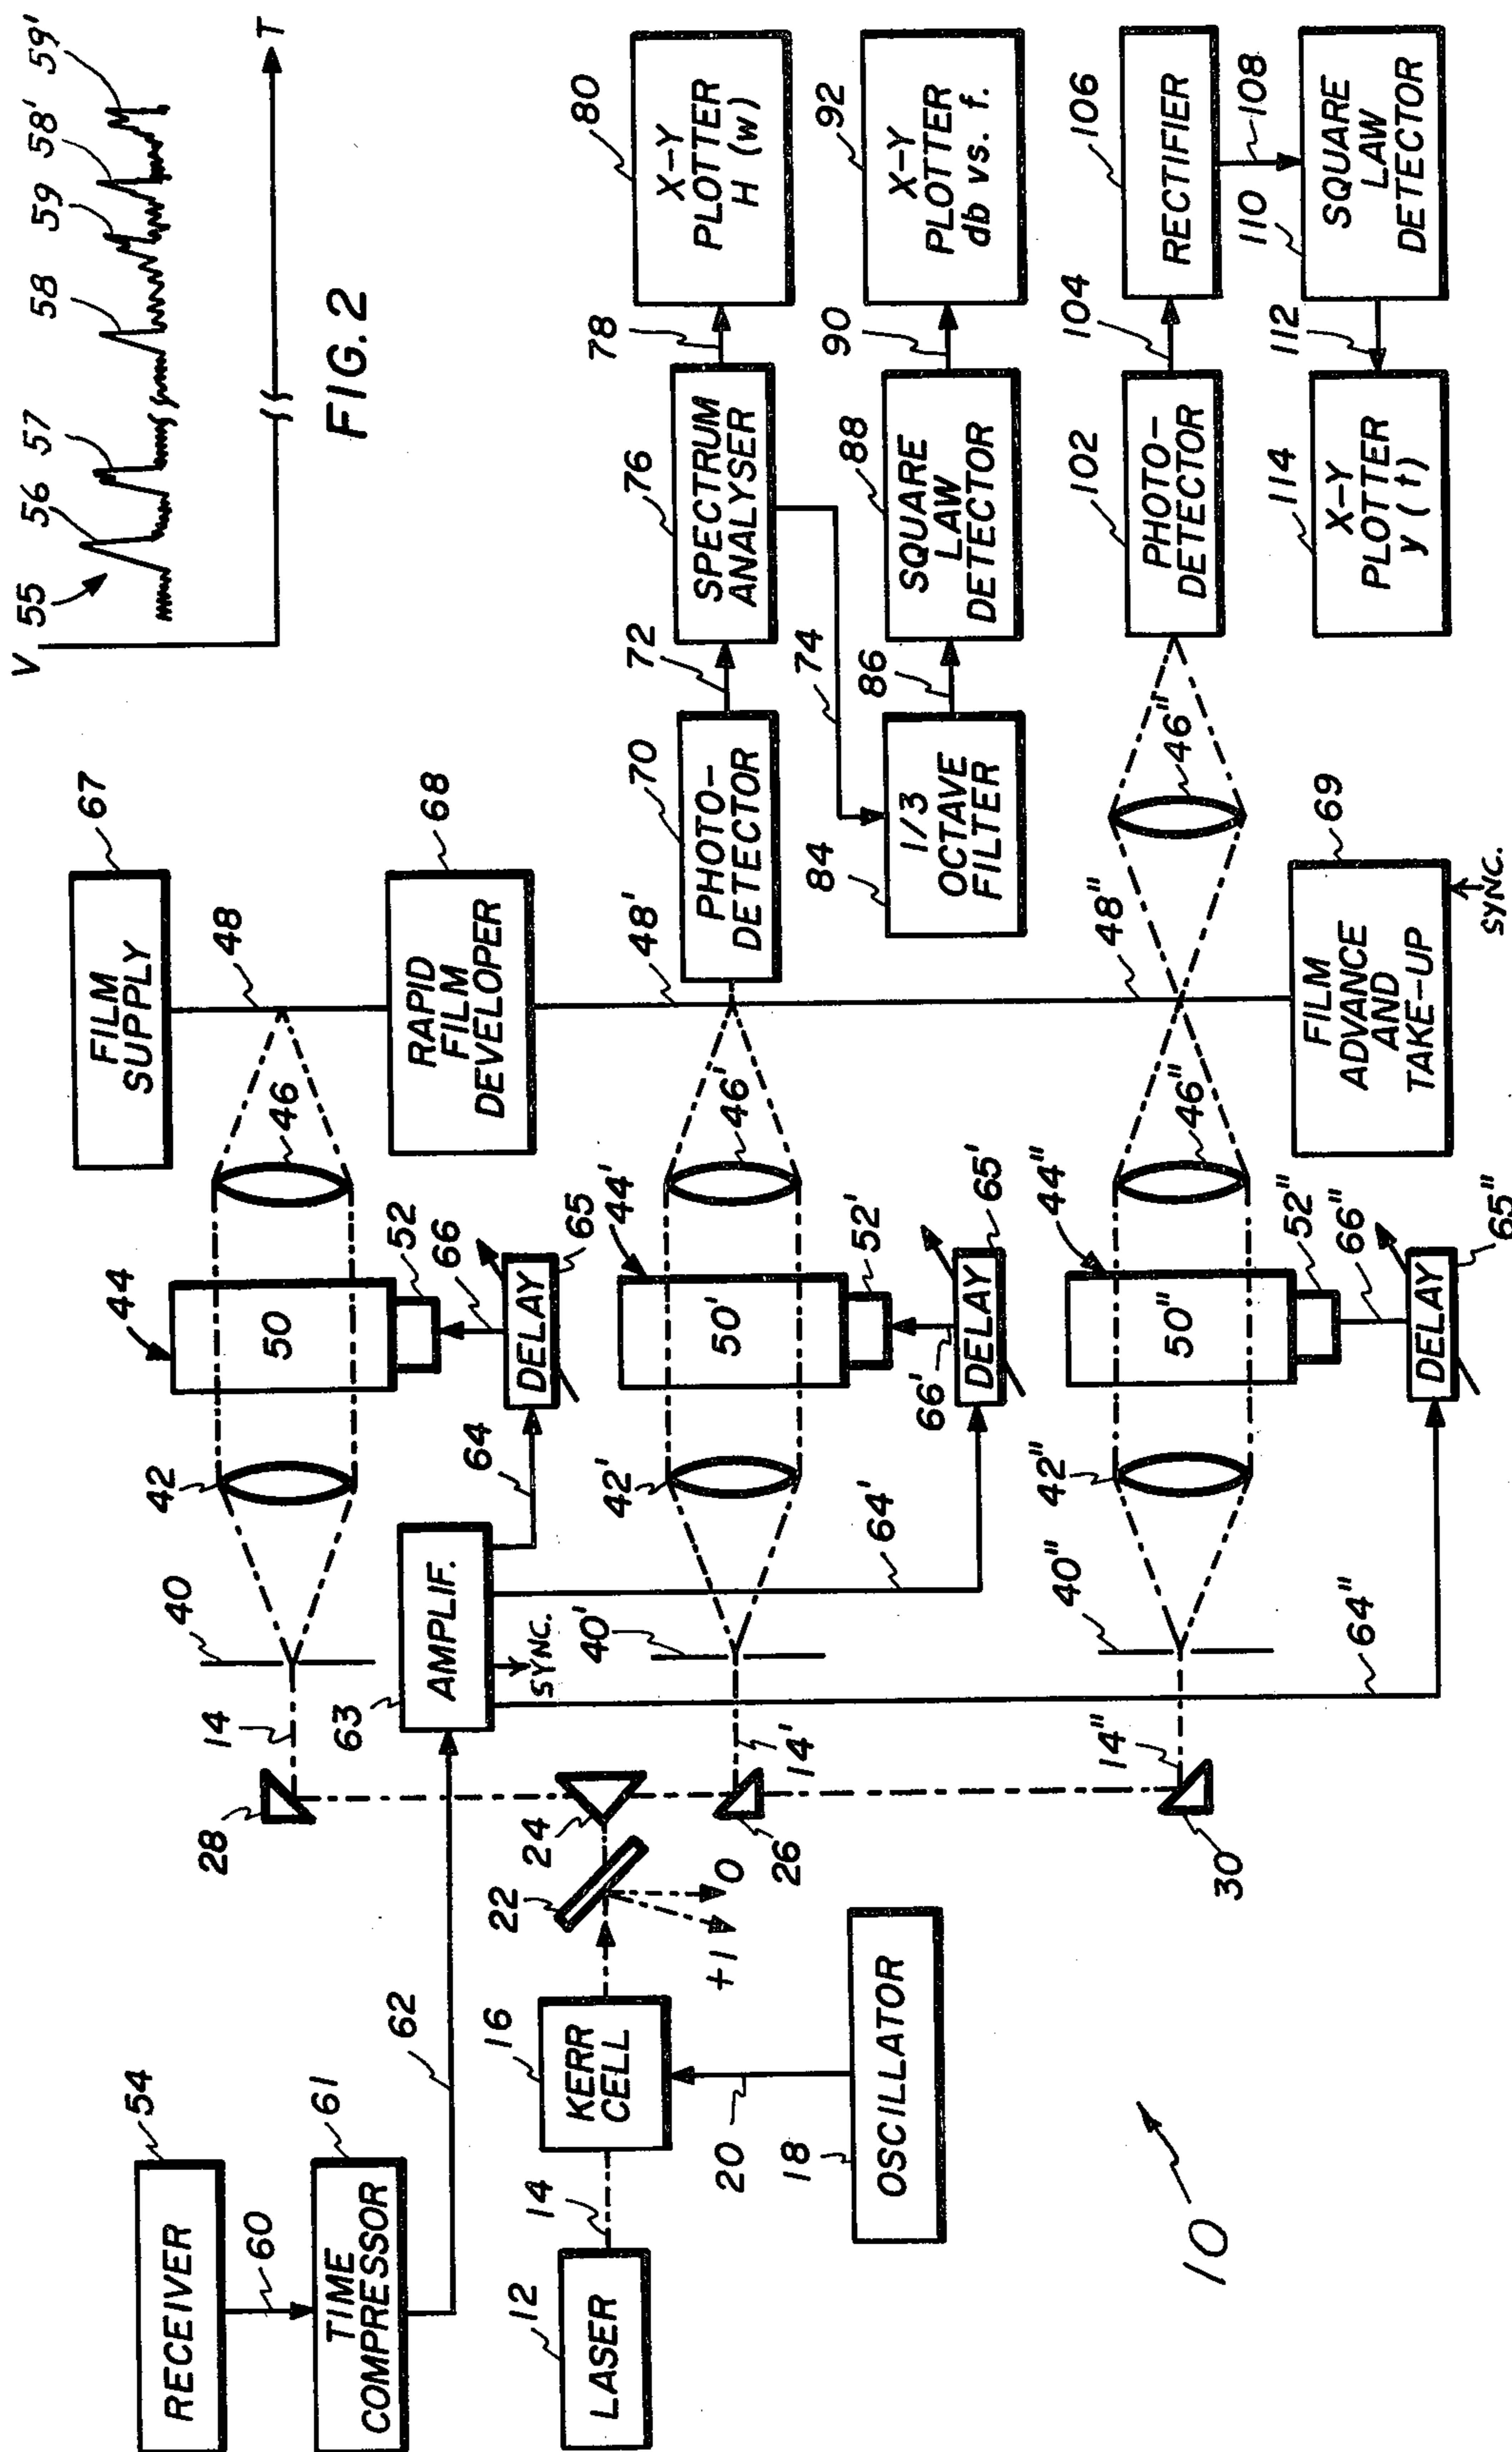 RECEIVER
54
60
TIME
COMPRESSOR
61
62
LASER
12
14
KERR
CELL
16
20
18
OSCILLATOR
10
22
24
+1
0
26
28
30
14
14'
14"
63
AMPLIF.
SYNC.
40
40'
40"
64
64'
64"
42
42'
42"
44
50
52
66
DELAY
65
44'
50'
52'
66'
DELAY
65'
44"
50"
52"
66"
DELAY
65"
46
46'
46"
FILM
SUPPLY
67
48
RAPID
FILM
DEVELOPER
68
48'
48"
FILM
ADVANCE
AND
TAKE-UP
69
SYNC.
46"
PHOTO-
DETECTOR
70
72
SPECTRUM
ANALYSER
76
78
X-Y
PLOTTER
H (w)
80
74
1/3
OCTAVE
FILTER
84
86
SQUARE
LAW
DETECTOR
88
90
X-Y
PLOTTER
db vs. f.
92
PHOTO-
DETECTOR
102
104
RECTIFIER
106
108
SQUARE
LAW
DETECTOR
110
112
X-Y
PLOTTER
y (t)
114
V
55
56
57
58
59
58'
59'
T
FIG. 2